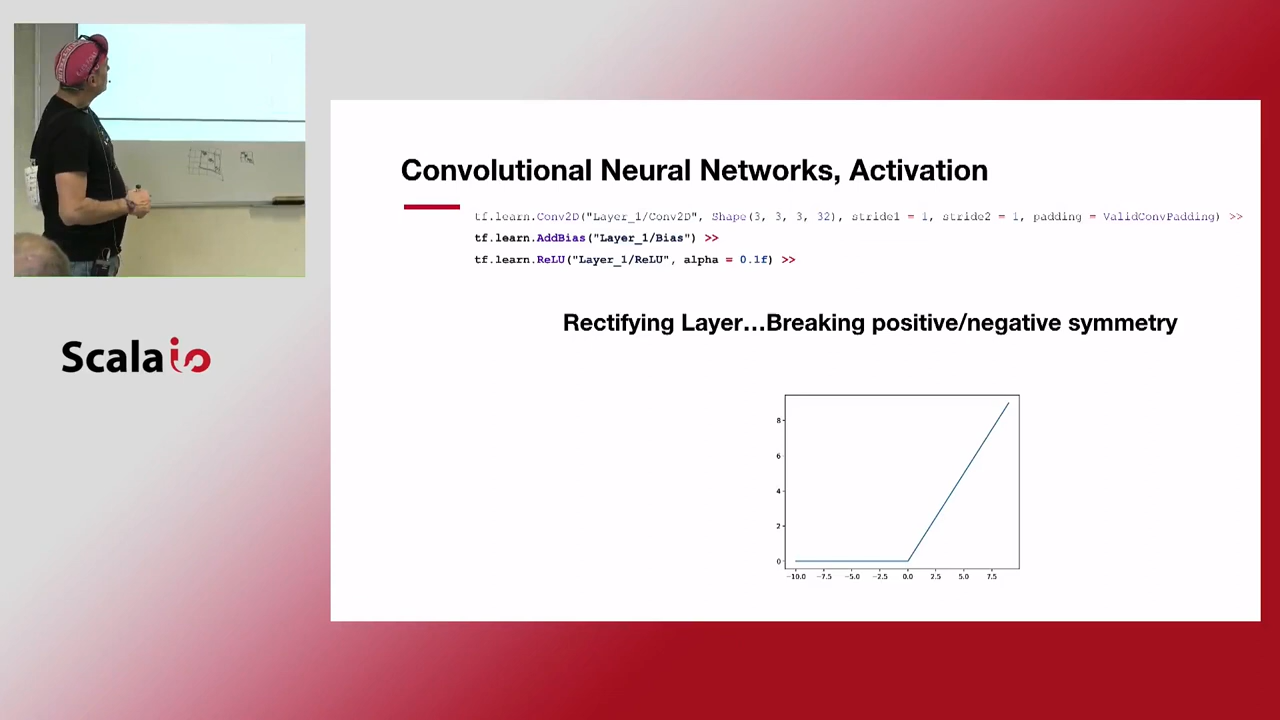 Convolutional Neural Networks, Activation
tf.learn.Conv2D("Layer_1/Conv2D", Shape(3, 3, 3, 32), stride1 = 1, stride2 = 1, padding = ValidConvPadding) >>
tf.learn.AddBias("Layer_1/Bias") >>
tf.learn.ReLU("Layer_1/ReLU", alpha = 0.1f) >>
Rectifying Layer...Breaking positive/negative symmetry
Scala io
8
6
4
2
0
−10.0 −7.5 −5.0 −2.5 0.0 2.5 5.0 7.5